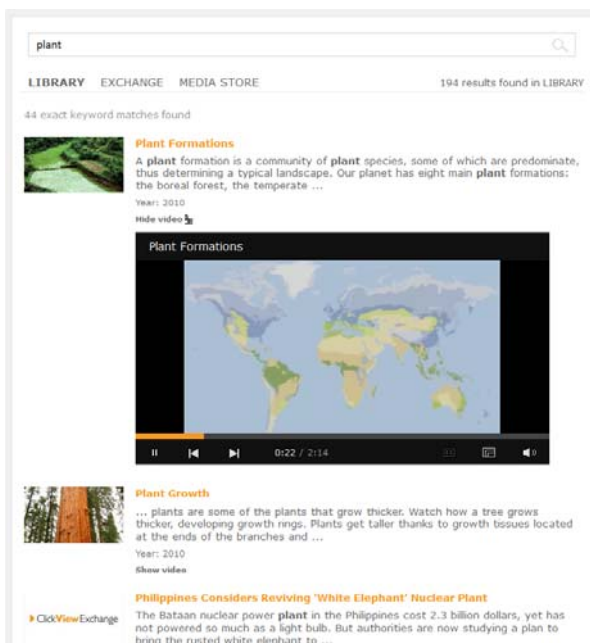 plant
LIBRARY EXCHANGE MEDIA STORE 194 results found in LIBRARY
44 exact keyword matches found
Plant Formations
A plant formation is a community of plant species, some of which are predominate,
thus determining a typical landscape. Our planet has eight main plant formations:
the boreal forest, the temperate ...
Year: 2010
Hide video
Plant Formations
0:22 / 2:14
Plant Growth
... plants are some of the plants that grow thicker. Watch how a tree grows
thicker, developing growth rings. Plants get taller thanks to growth tissues located
at the ends of the branches and ...
Year: 2010
Show video
Philippines Considers Reviving 'White Elephant' Nuclear Plant
ClickViewExchange
The Bataan nuclear power plant in the Philippines cost 2.3 billion dollars, yet has
not powered so much as a light bulb. But authorities are now studying a plan to
bring the rusted white elephant to ...